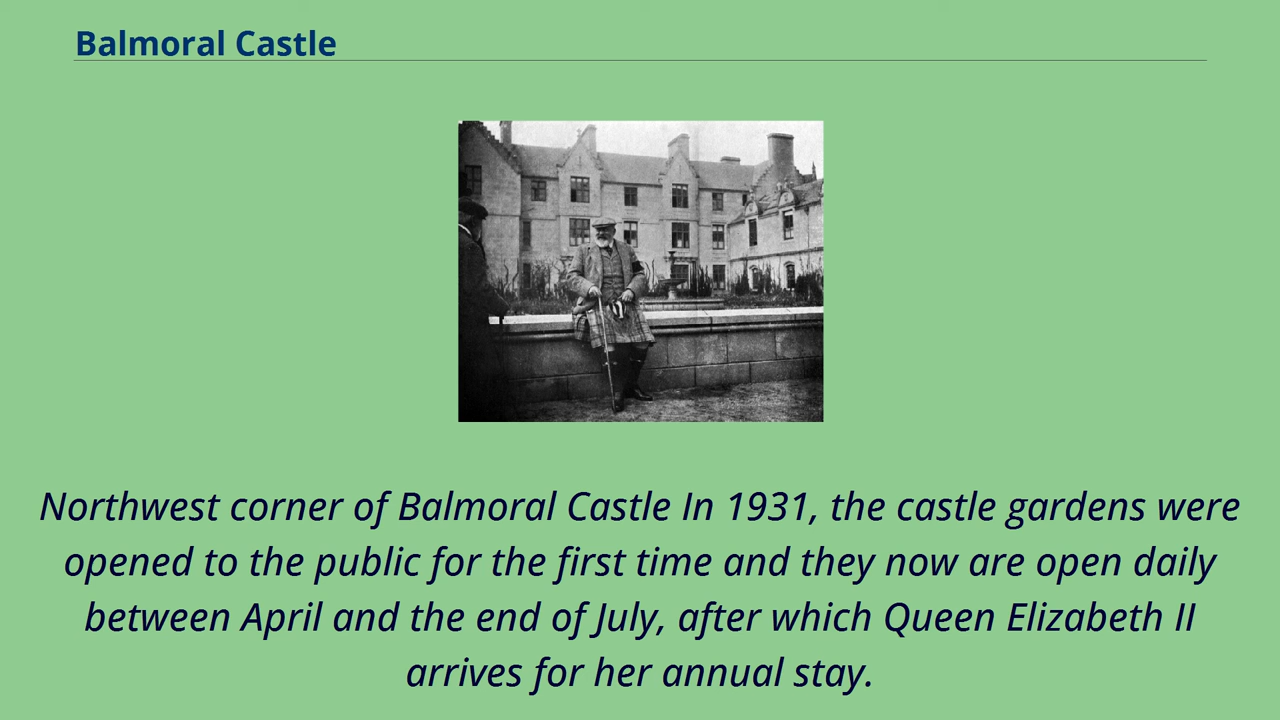 Balmoral Castle
Northwest corner of Balmoral Castle In 1931, the castle gardens were
opened to the public for the first time and they now are open daily
between April and the end of July, after which Queen Elizabeth II
arrives for her annual stay.